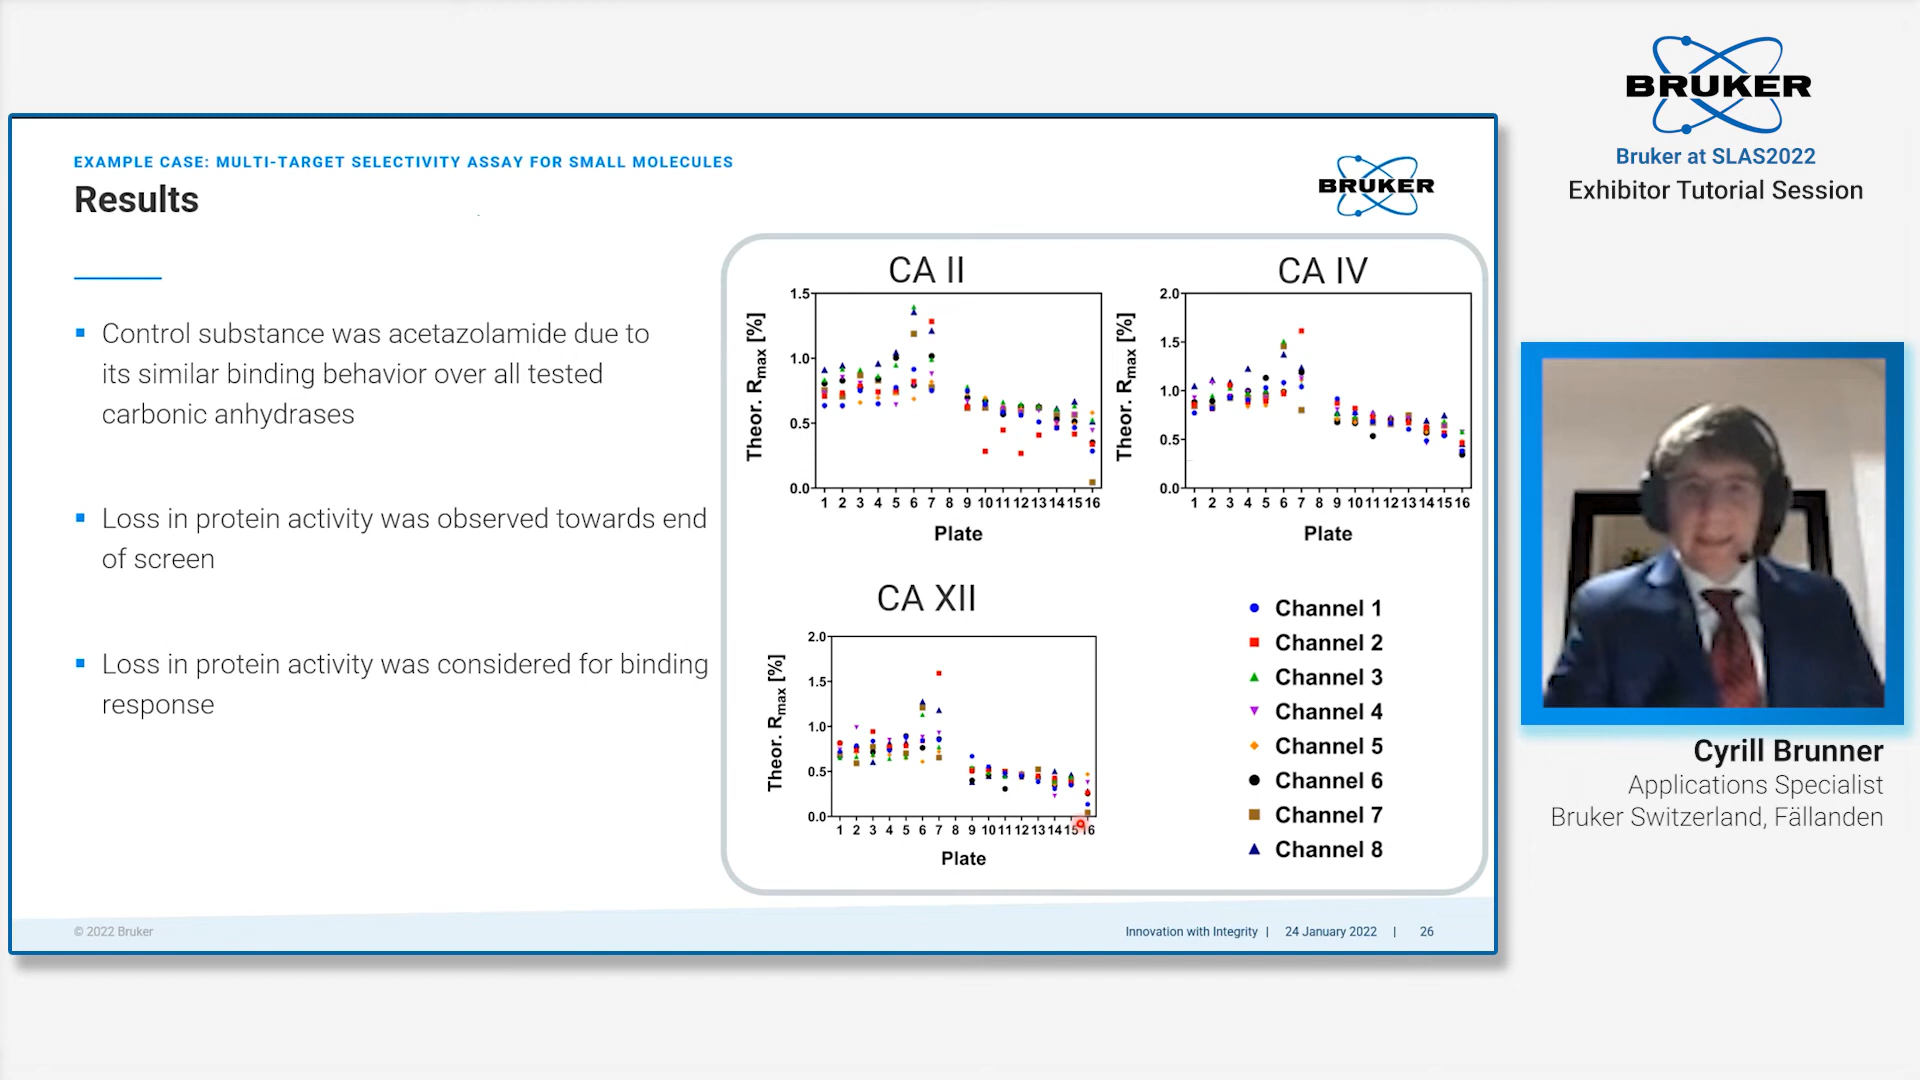 BRUKER
Bruker at SLAS2022
Exhibitor Tutorial Session
EXAMPLE CASE: MULTI-TARGET SELECTIVITY ASSAY FOR SMALL MOLECULES
Results
BRUKER
Control substance was acetazolamide due to
its similar binding behavior over all tested
carbonic anhydrases
Loss in protein activity was observed towards end
of screen
Loss in protein activity was considered for binding
response
CA II
Theor. Rmax [%]
1.5
1.0
0.5
0.0
1 2 3 4 5 6 7 8 9 10 11 12 13 14 15 16
Plate
CA IV
Theor. Rmax [%]
2.0
1.5
1.0
0.5
0.0
1 2 3 4 5 6 7 8 9 10 11 12 13 14 15 16
Plate
CA XII
Theor. Rmax [%]
2.0
1.5
1.0
0.5
0.0
1 2 3 4 5 6 7 8 9 10 11 12 13 14 15 16
Plate
Channel 1
Channel 2
Channel 3
Channel 4
Channel 5
Channel 6
Channel 7
Channel 8
© 2022 Bruker
Innovation with Integrity | 24 January 2022 | 26
Cyrill Brunner
Applications Specialist
Bruker Switzerland, Fällanden